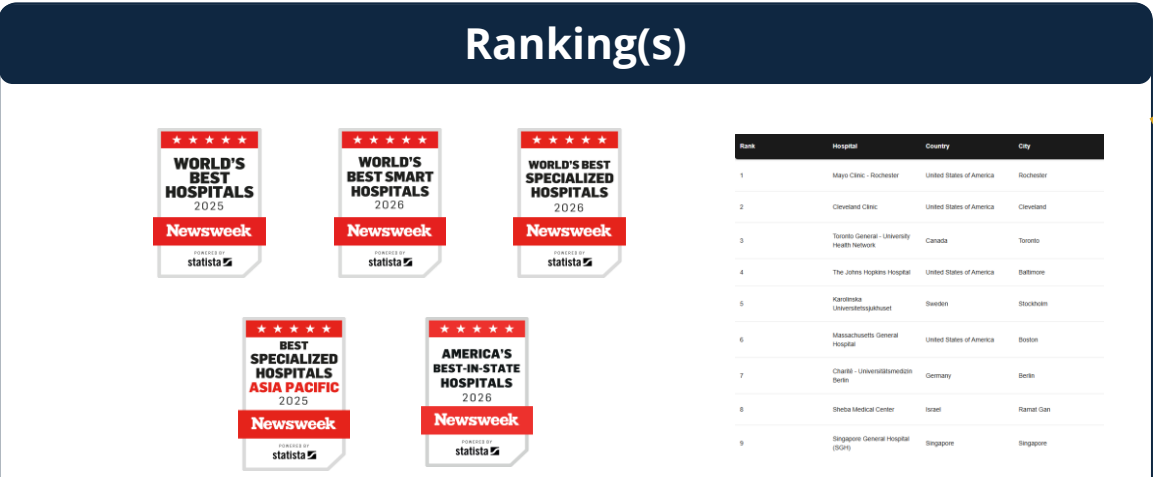 Ranking(s)
WORLD'S
BEST
HOSPITALS
2025
Newsweek
POWERED BY
statista
WORLD'S
BEST SMART
HOSPITALS
2026
Newsweek
POWERED BY
statista
WORLD'S BEST
SPECIALIZED
HOSPITALS
2026
Newsweek
POWERED BY
statista
BEST
SPECIALIZED
HOSPITALS
ASIA PACIFIC
2025
Newsweek
POWERED BY
statista
AMERICA'S
BEST-IN-STATE
HOSPITALS
2026
Newsweek
POWERED BY
statista
Rank Hospital Country City
1 Mayo Clinic - Rochester United States of America Rochester
2 Cleveland Clinic United States of America Cleveland
3 Toronto General - University
Health Network Canada Toronto
4 The Johns Hopkins Hospital United States of America Baltimore
5 Karolinska
Universitetssjukhuset Sweden Stockholm
6 Massachusetts General
Hospital United States of America Boston
7 Charité - Universitätsmedizin
Berlin Germany Berlin
8 Sheba Medical Center Israel Ramat Gan
9 Singapore General Hospital
(SGH) Singapore Singapore